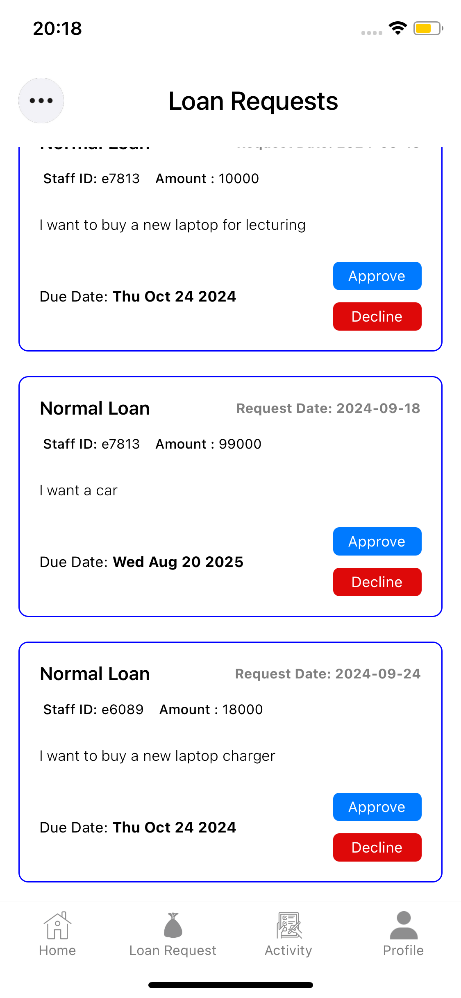 20:18
Loan Requests
Staff ID: e7813 Amount : 10000
I want to buy a new laptop for lecturing
Approve
Due Date: Thu Oct 24 2024
Decline
Normal Loan Request Date: 2024-09-18
Staff ID: e7813 Amount : 99000
I want a car
Approve
Due Date: Wed Aug 20 2025
Decline
Normal Loan Request Date: 2024-09-24
Staff ID: e6089 Amount : 18000
I want to buy a new laptop charger
Approve
Due Date: Thu Oct 24 2024
Decline
Home Loan Request Activity Profile